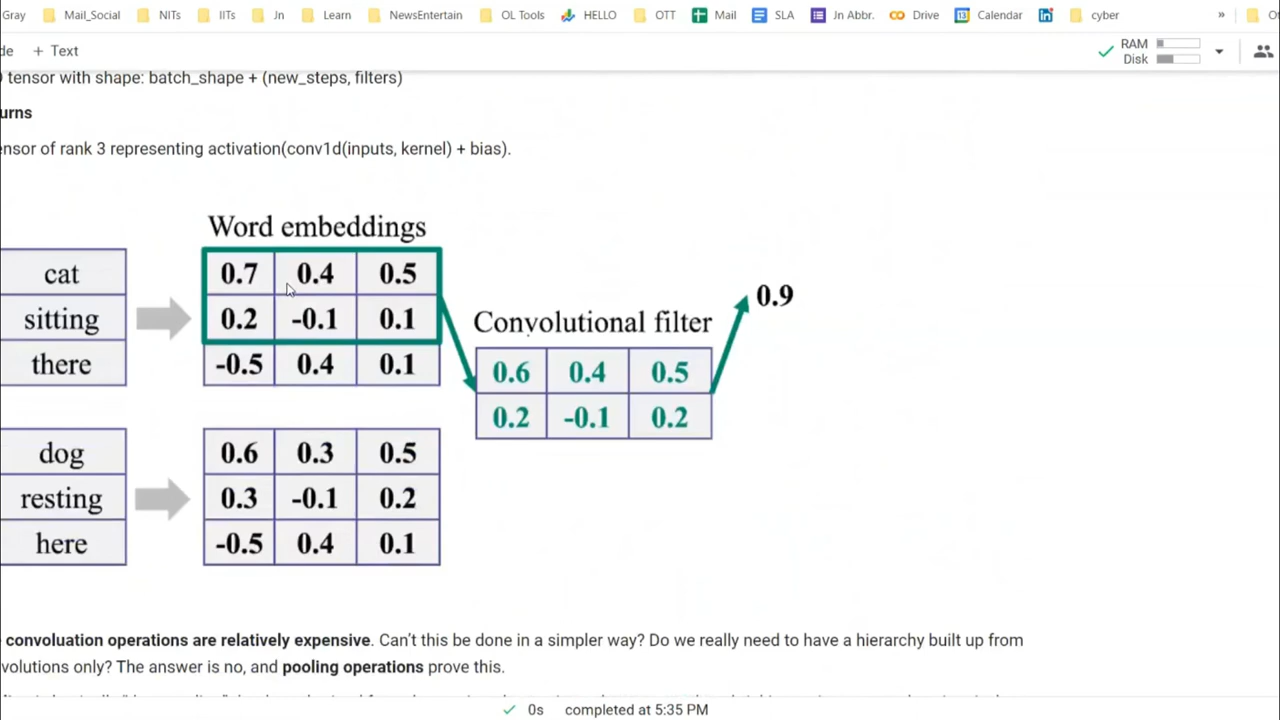 Gray Mail_Social NITs IITs Jn Learn NewsEntertain OL Tools HELLO OTT Mail SLA Jn Abbr. Drive Calendar cyber »
de + Text RAM
Disk
tensor with shape: batch_shape + (new_steps, filters)
urns
ensor of rank 3 representing activation(conv1d(inputs, kernel) + bias).
Word embeddings
cat 0.7 0.4 0.5
sitting 0.2 -0.1 0.1
there -0.5 0.4 0.1
Convolutional filter
0.6 0.4 0.5
0.2 -0.1 0.2
0.9
dog 0.6 0.3 0.5
resting 0.3 -0.1 0.2
here -0.5 0.4 0.1
convoluation operations are relatively expensive. Can't this be done in a simpler way? Do we really need to have a hierarchy built up from
volutions only? The answer is no, and pooling operations prove this.
0s completed at 5:35 PM